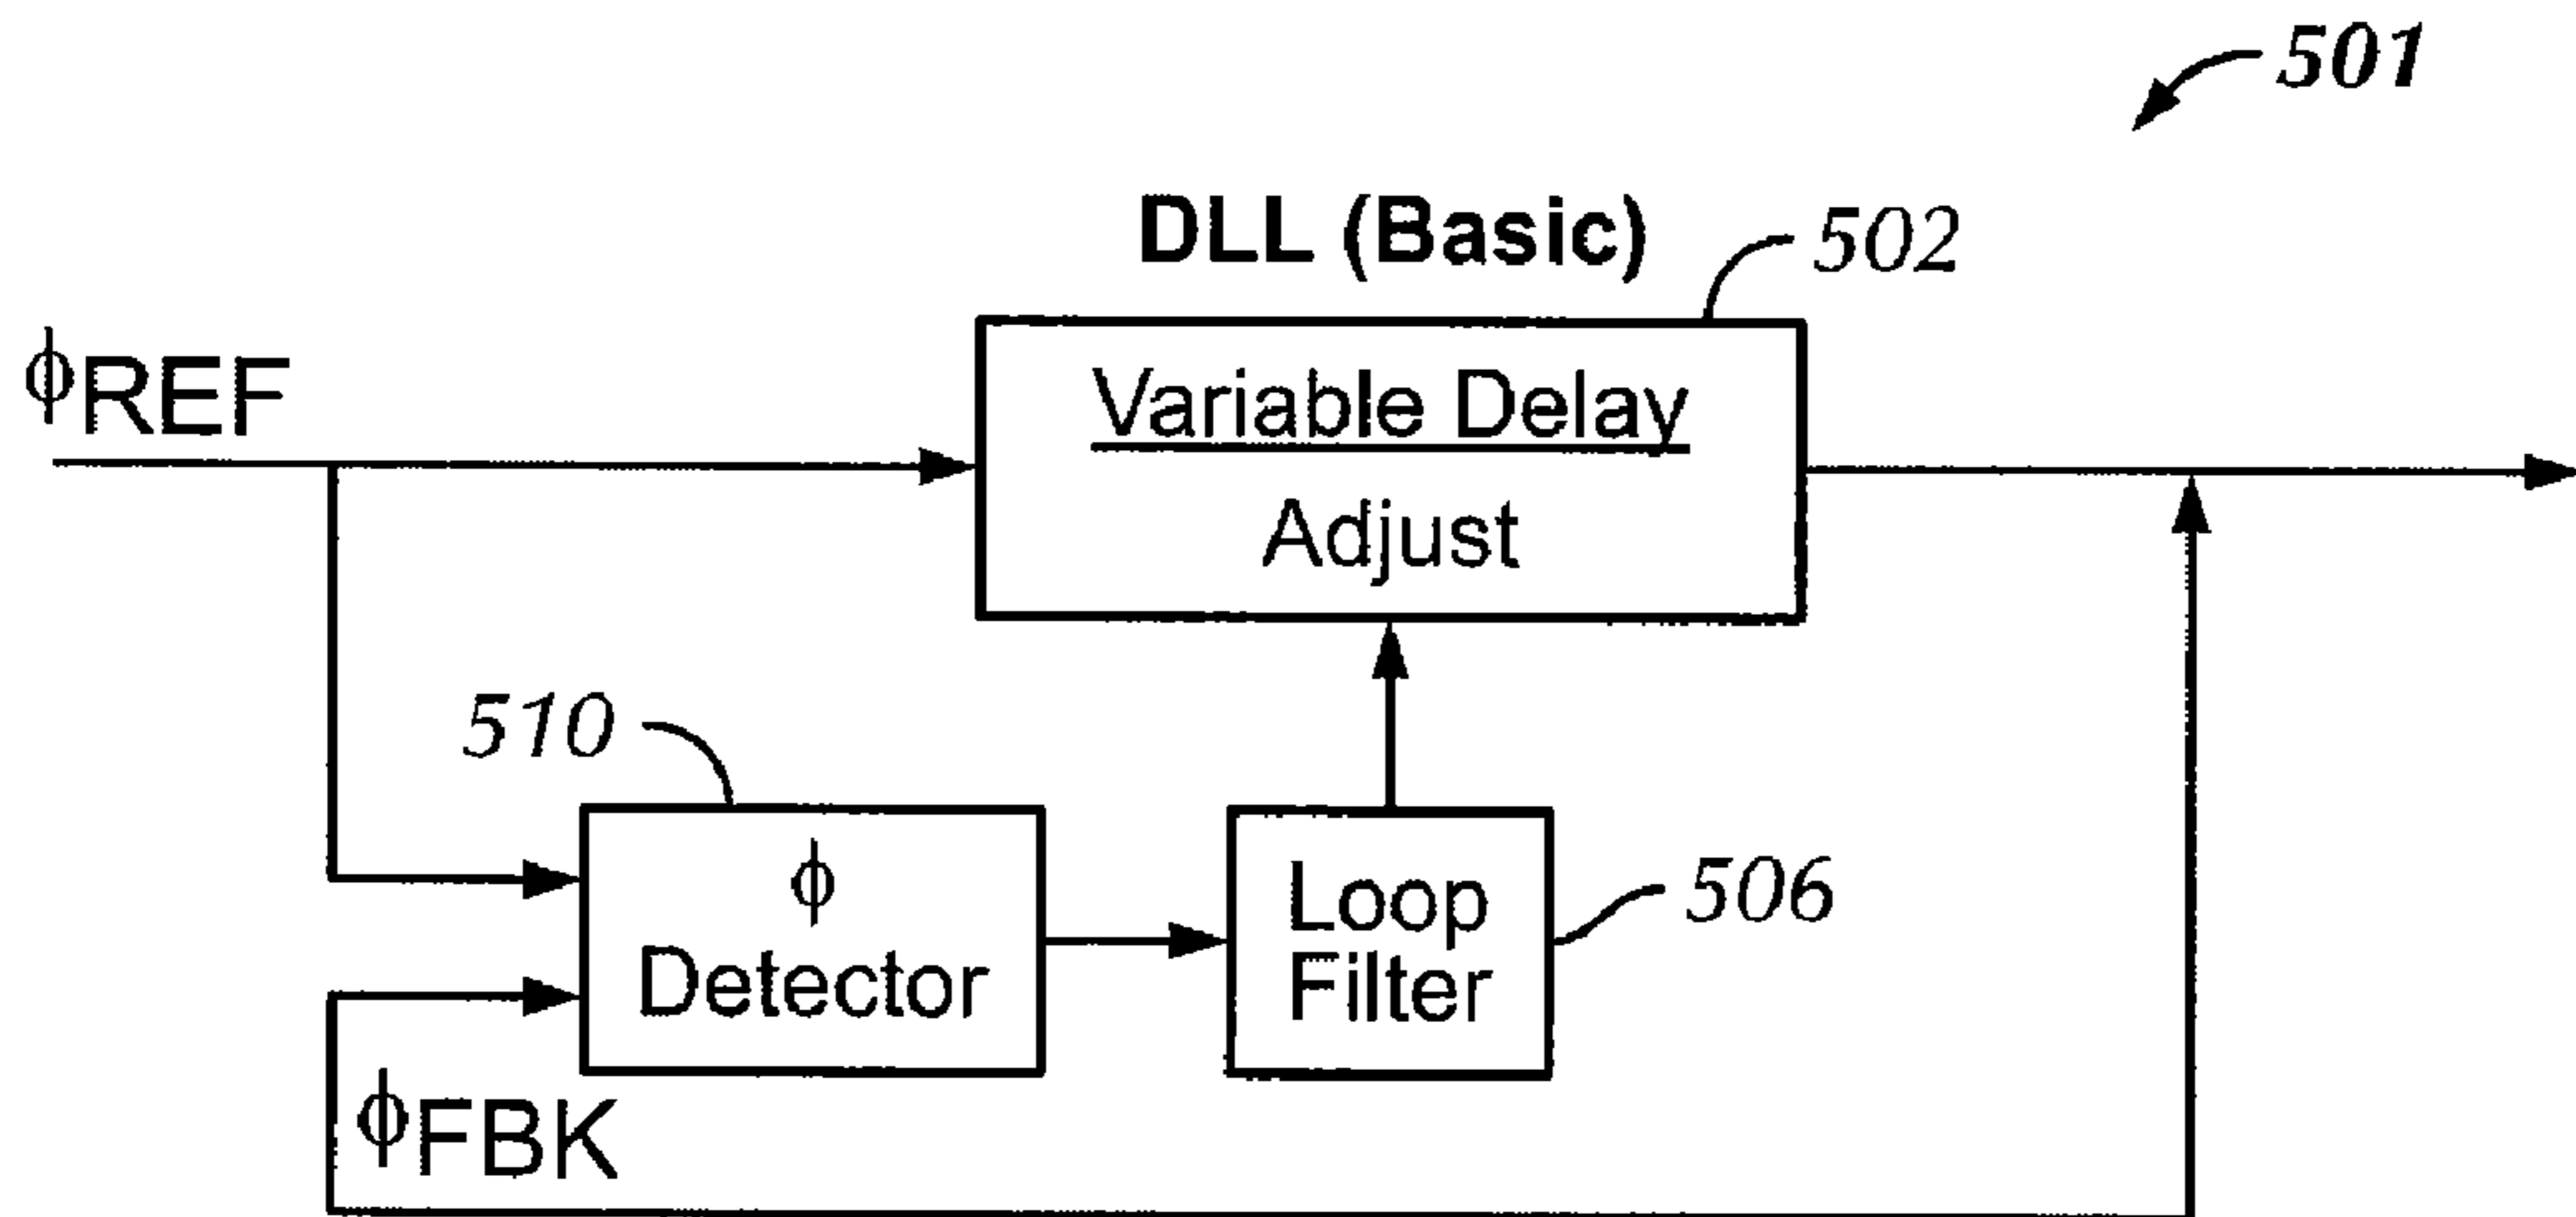 501
DLL (Basic)
502
ϕREF
Variable Delay
Adjust
510
ϕ
Detector
Loop
Filter
506
ϕFBK